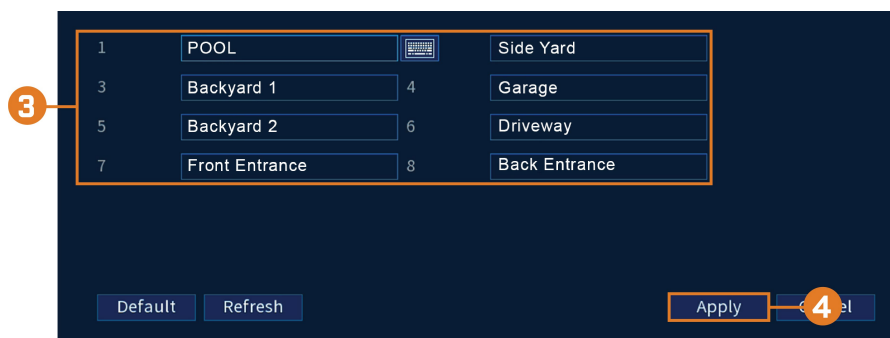 1 POOL Side Yard
3 Backyard 1 4 Garage
3
5 Backyard 2 6 Driveway
7 Front Entrance 8 Back Entrance
Default Refresh Apply 4